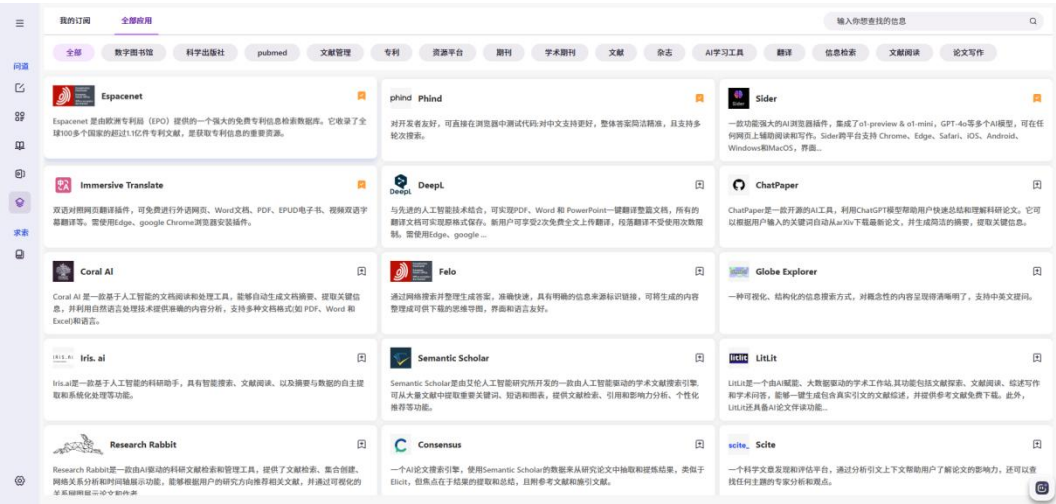 我的订阅 全部应用 输入你想查找的信息
全部 数字图书馆 科学出版社 pubmed 文献管理 专利 资源平台 期刊 学术期刊 文献 杂志 AI学习工具 翻译 信息检索 文献阅读 论文写作
问道
求索
Espacenet
Espacenet 是由欧洲专利局（EPO）提供的一个强大的免费专利信息检索数据库。它收录了全
球100多个国家的超过1.1亿件专利文献，是获取专利信息的重要资源。
phind Phind
对开发者友好，可直接在浏览器中测试代码;对中文支持更好，整体答案简洁精准，且支持多
轮次搜索。
Sider Sider
一款功能强大的AI浏览器插件，集成了o1-preview & o1-mini，GPT-4o等多个AI模型，可在任
何网页上辅助阅读和写作。Sider跨平台支持 Chrome、Edge、Safari、iOS、Android、
Windows和MacOS，界面...
Immersive Translate
双语对照网页翻译插件，可免费进行外语网页、Word文档、PDF、EPUD电子书、视频双语字
幕翻译等。需使用Edge、google Chrome浏览器安装插件。
DeepL DeepL
与先进的人工智能技术结合，可实现PDF、Word 和 PowerPoint一键翻译整篇文档，所有的
翻译文档可实现原格式保存。新用户可享受2次免费全文上传翻译，段落翻译不受使用次数限
制。需使用Edge、google ...
ChatPaper
ChatPaper是一款开源的AI工具，利用ChatGPT模型帮助用户快速总结和理解科研论文。它可
以根据用户输入的关键词自动从arXiv下载最新论文，并生成简洁的摘要，提取关键信息。
Coral AI
Coral AI 是一款基于人工智能的文档阅读和处理工具，能够自动生成文档摘要、提取关键信
息，并利用自然语言处理技术提供准确的内容分析，支持多种文档格式(如 PDF、Word 和
Excel)和语言。
Felo
通过网络搜索并整理生成答案，准确快速，具有明确的信息来源标识链接，可将生成的内容
整理成可供下载的思维导图，界面和语言友好。
Globe Explorer
一种可视化、结构化的信息搜索方式，对概念性的内容呈现得清晰明了，支持中英文提问。
IRIS.AI Iris. ai
Iris.ai是一款基于人工智能的科研助手，具有智能搜索、文献阅读、以及摘要与数据的自主提
取和系统化处理等功能。
Semantic Scholar
Semantic Scholar是由艾伦人工智能研究所开发的一款由人工智能驱动的学术文献搜索引擎,
可从大量文献中提取重要关键词、短语和图表，提供文献检索、引用和影响力分析、个性化
推荐等功能。
litlit LitLit
LitLit是一个由AI赋能、大数据驱动的学术工作站,其功能包括文献探索、文献阅读、综述写作
和学术问答，能够一键生成包含真实引文的文献综述，并提供参考文献免费下载。此外，
LitLit还具备AI论文伴读功能...
Research Rabbit
Research Rabbit是一款由AI驱动的科研文献检索和管理工具，提供了文献检索、集合创建、
网络关系分析和时间轴展示功能，能够根据用户的研究方向推荐相关文献，并通过可视化的
关系网图展示论文和作者
Consensus
一个AI论文搜索引擎，使用Semantic Scholar的数据来从研究论文中抽取和提炼结果，类似于
Elicit，但焦点在于结果的提取和总结，且附参考文献和施引文献。
scite_ Scite
一个科学文章发现和评估平台，通过分析引文上下文帮助用户了解论文的影响力，还可以查
找任何主题的专家分析和观点。